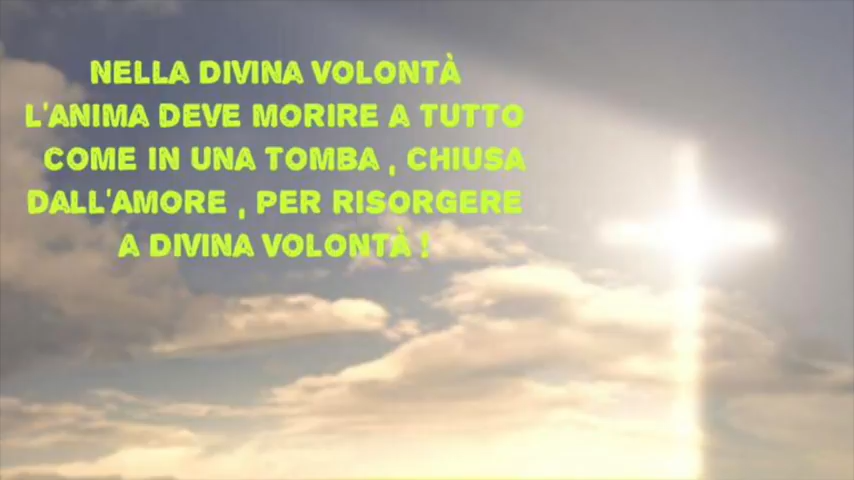 NELLA DIVINA VOLONTÀ
L'ANIMA DEVE MORIRE A TUTTO
COME IN UNA TOMBA , CHIUSA
DALL'AMORE , PER RISORGERE
A DIVINA VOLONTÀ !